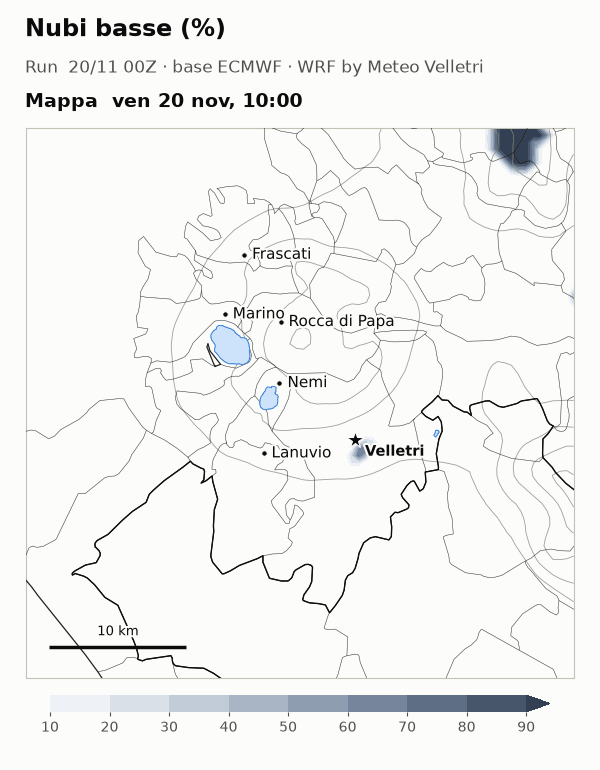 Nubi basse (%)
Run  20/11 00Z · base ECMWF · WRF by Meteo Velletri
Mappa  ven 20 nov, 10:00
Frascati
Marino
Rocca di Papa
Nemi
Velletri
Lanuvio
10 km
10 20 30 40 50 60 70 80 90